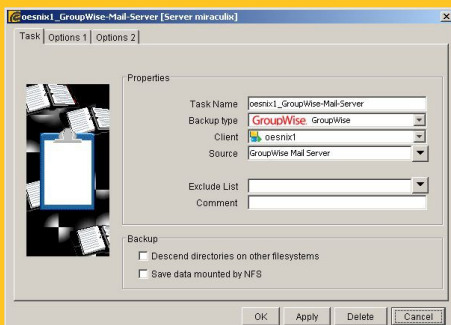 oesnix1_GroupWise-Mail-Server [Server miraculix]
Task Options 1 Options 2
Properties
Task Name oesnix1_GroupWise-Mail-Server
Backup type GroupWise. GroupWise
Client oesnix1
Source GroupWise Mail Server
Exclude List
Comment
Backup
Descend directories on other filesystems
Save data mounted by NFS
OK Apply Delete Cancel